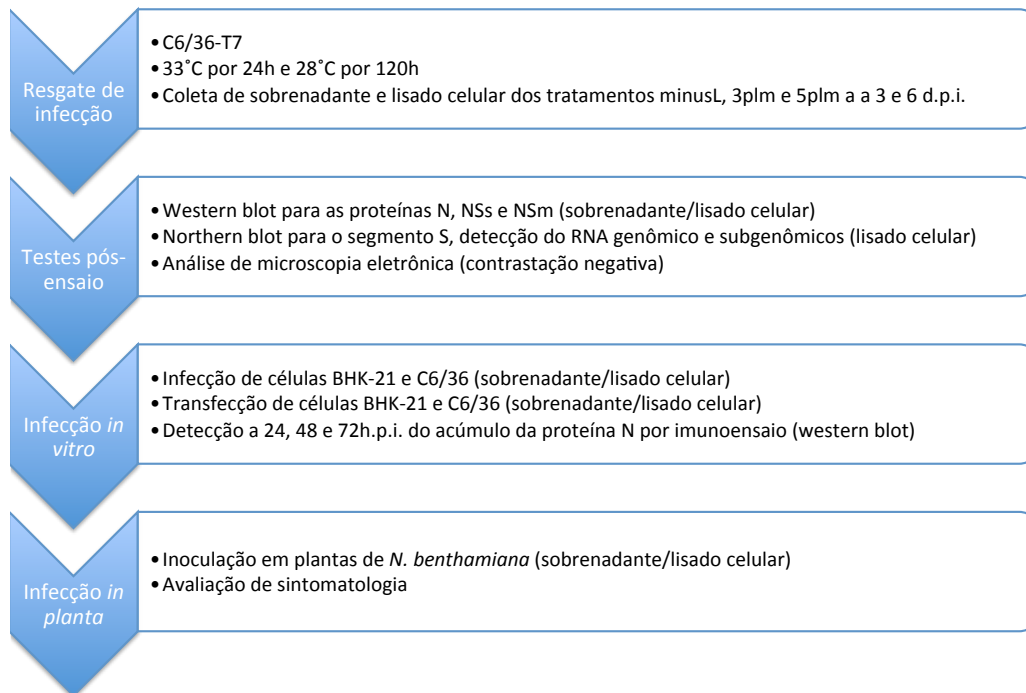 Resgate de
infecção
•C6/36-T7
•33˚C por 24h e 28˚C por 120h
•Coleta de sobrenadante e lisado celular dos tratamentos minusL, 3plm e 5plm a a 3 e 6 d.p.i.
Testes pós-
ensaio
•Western blot para as proteínas N, NSs e NSm (sobrenadante/lisado celular)
•Northern blot para o segmento S, detecção do RNA genômico e subgenômicos (lisado celular)
•Análise de microscopia eletrônica (contrastação negativa)
Infecção in
vitro
•Infecção de células BHK-21 e C6/36 (sobrenadante/lisado celular)
•Transfecção de células BHK-21 e C6/36 (sobrenadante/lisado celular)
•Detecção a 24, 48 e 72h.p.i. do acúmulo da proteína N por imunoensaio (western blot)
Infecção in
planta
•Inoculação em plantas de N. benthamiana (sobrenadante/lisado celular)
•Avaliação de sintomatologia